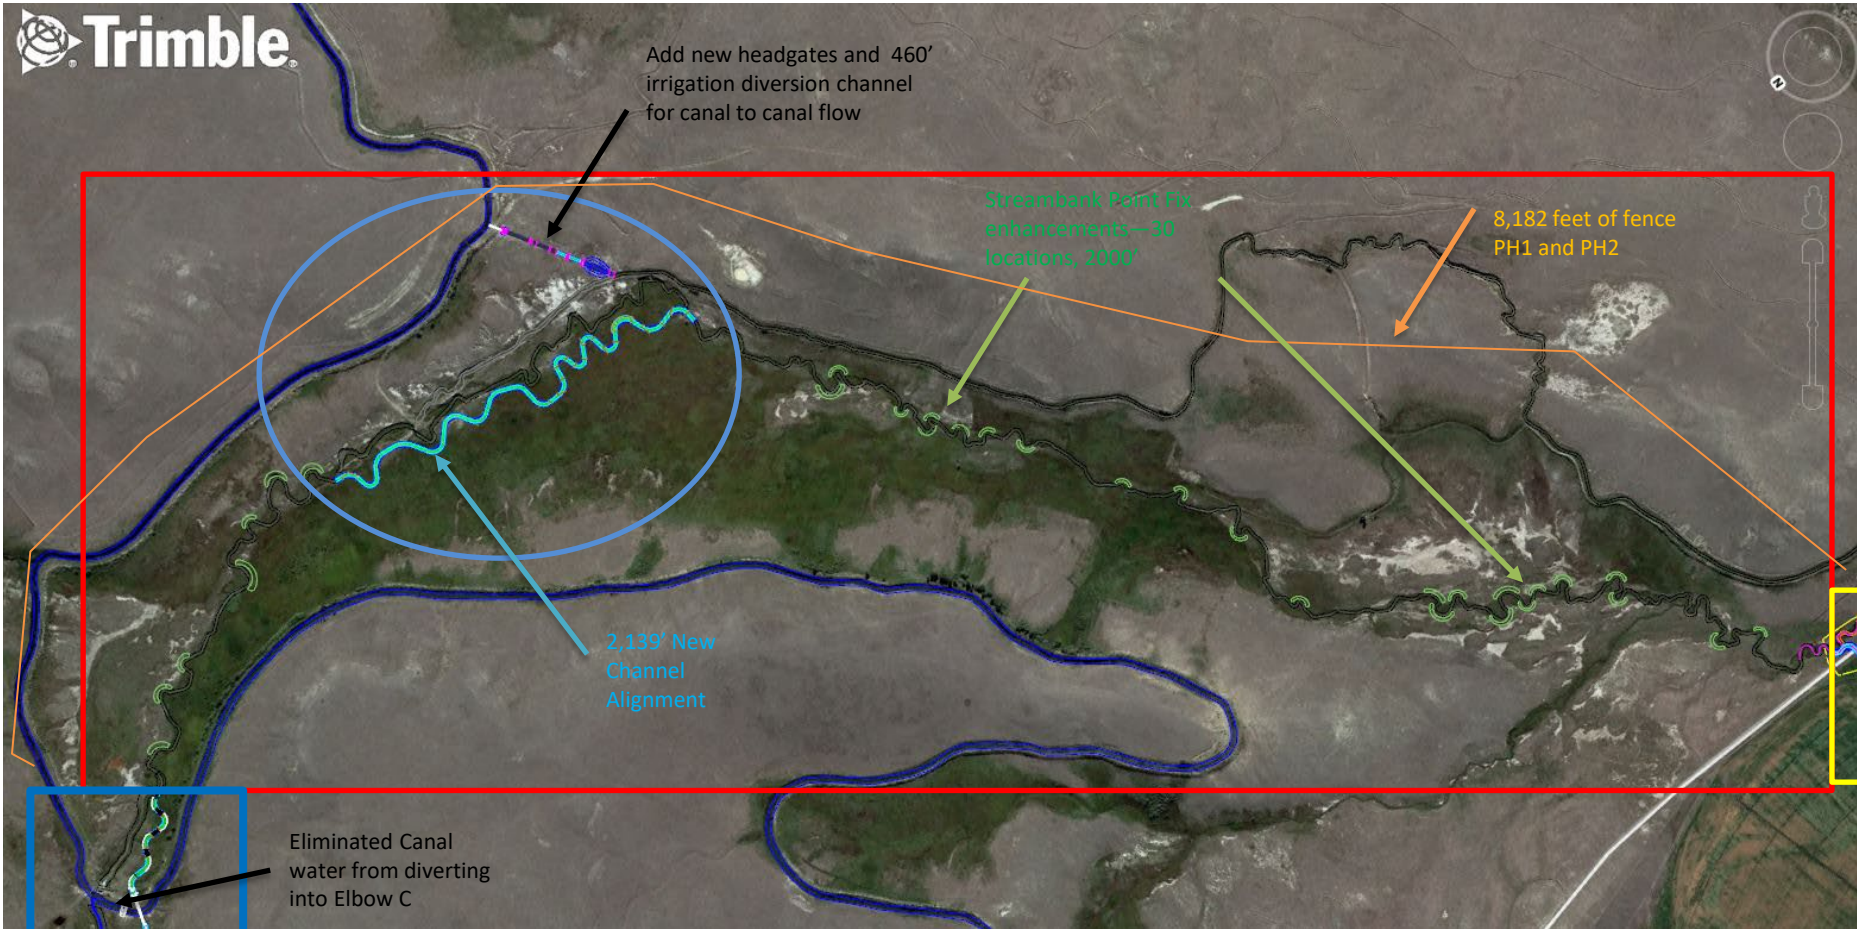 Trimble
Add new headgates and 460'
irrigation diversion channel
for canal to canal flow
Streambank Point Fix
enhancements—30
locations, 2000'
8,182 feet of fence
PH1 and PH2
N
2,139' New
Channel
Alignment
Eliminated Canal
water from diverting
into Elbow C